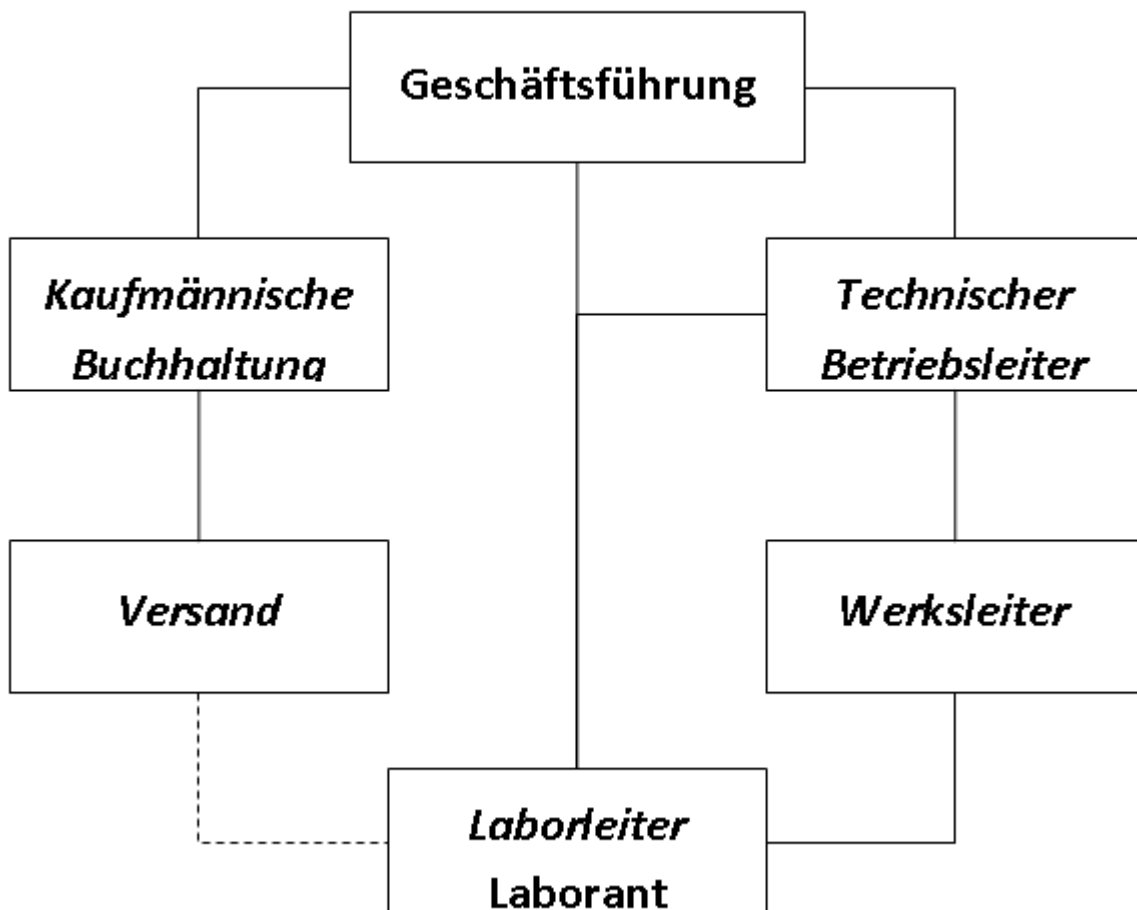 Geschäftsführung
Kaufmännische
Buchhaltung
Technischer
Betriebsleiter
Versand
Werksleiter
Laborleiter
Laborant